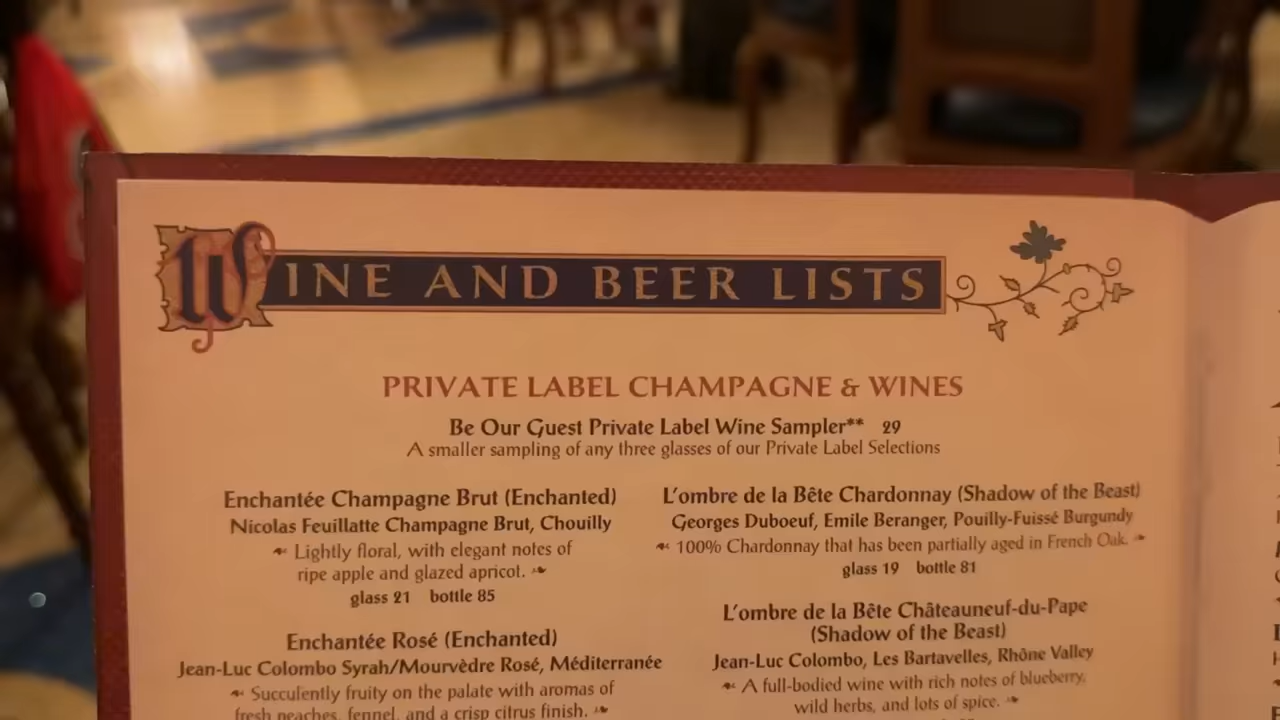 WINE AND BEER LISTS
PRIVATE LABEL CHAMPAGNE & WINES
Be Our Guest Private Label Wine Sampler** 29
A smaller sampling of any three glasses of our Private Label Selections
Enchantée Champagne Brut (Enchanted)
Nicolas Feuillatte Champagne Brut, Chouilly
Lightly floral, with elegant notes of
ripe apple and glazed apricot.
glass 21 bottle 85
Enchantée Rosé (Enchanted)
Jean-Luc Colombo Syrah/Mourvèdre Rosé, Méditerranée
Succulently fruity on the palate with aromas of
fresh peaches, fennel, and a crisp citrus finish.
L'ombre de la Bête Chardonnay (Shadow of the Beast)
Georges Duboeuf, Emile Beranger, Pouilly-Fuissé Burgundy
100% Chardonnay that has been partially aged in French Oak.
glass 19 bottle 81
L'ombre de la Bête Châteauneuf-du-Pape
(Shadow of the Beast)
Jean-Luc Colombo, Les Bartavelles, Rhône Valley
A full-bodied wine with rich notes of blueberry,
wild herbs, and lots of spice.